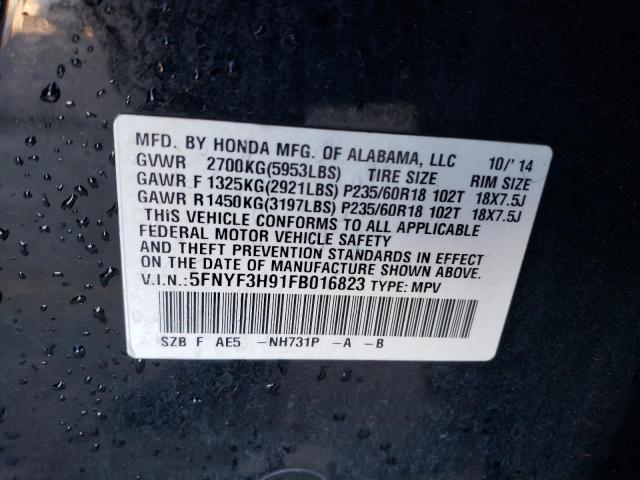 MFD. BY HONDA MFG. OF ALABAMA, LLC 10/'14
GVWR 2700KG(5953LBS) TIRE SIZE RIM SIZE
GAWR F 1325KG(2921LBS) P235/60R18 102T 18X7.5J
GAWR R1450KG(3197LBS) P235/60R18 102T 18X7.5J
THIS VEHICLE CONFORMS TO ALL APPLICABLE
FEDERAL MOTOR VEHICLE SAFETY
AND THEFT PREVENTION STANDARDS IN EFFECT
ON THE DATE OF MANUFACTURE SHOWN ABOVE.
V.I.N.:5FNYF3H91FB016823 TYPE: MPV
SZB F AE5 -NH731P -A -B